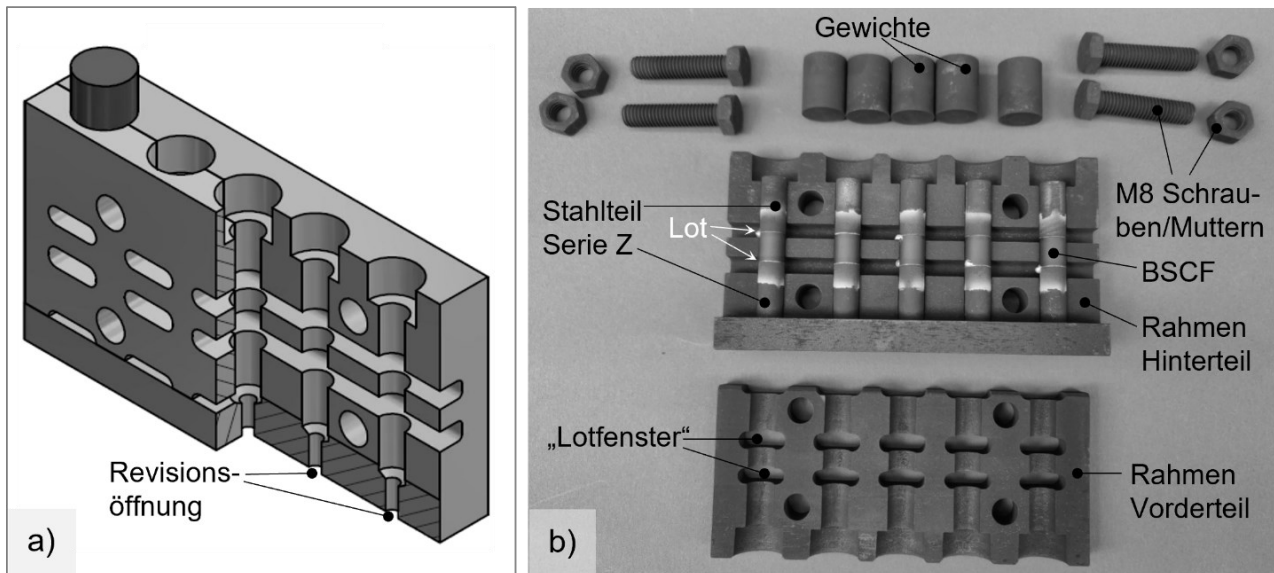 Revisions-
öffnung
a)
Gewichte
Stahlteil
Serie Z
Lot
M8 Schrau-
ben/Muttern
BSCF
Rahmen
Hinterteil
„Lotfenster“
Rahmen
Vorderteil
b)